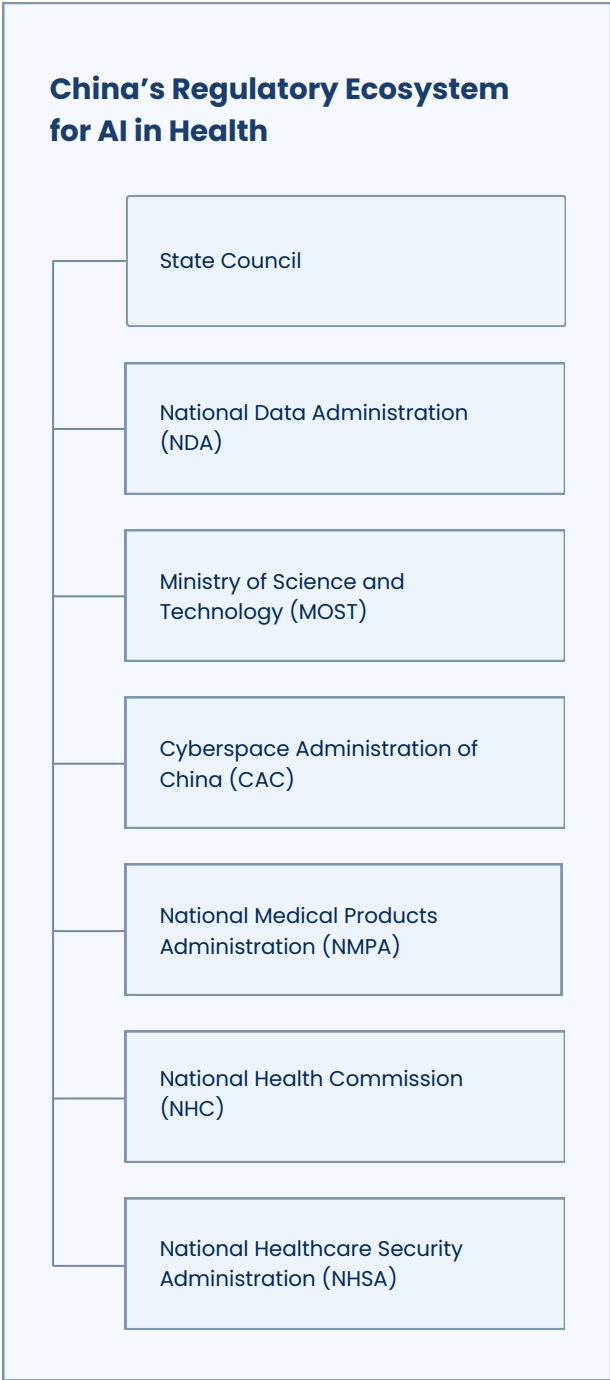 China’s Regulatory Ecosystem
for AI in Health
State Council
National Data Administration
(NDA)
Ministry of Science and
Technology (MOST)
Cyberspace Administration of
China (CAC)
National Medical Products
Administration (NMPA)
National Health Commission
(NHC)
National Healthcare Security
Administration (NHSA)